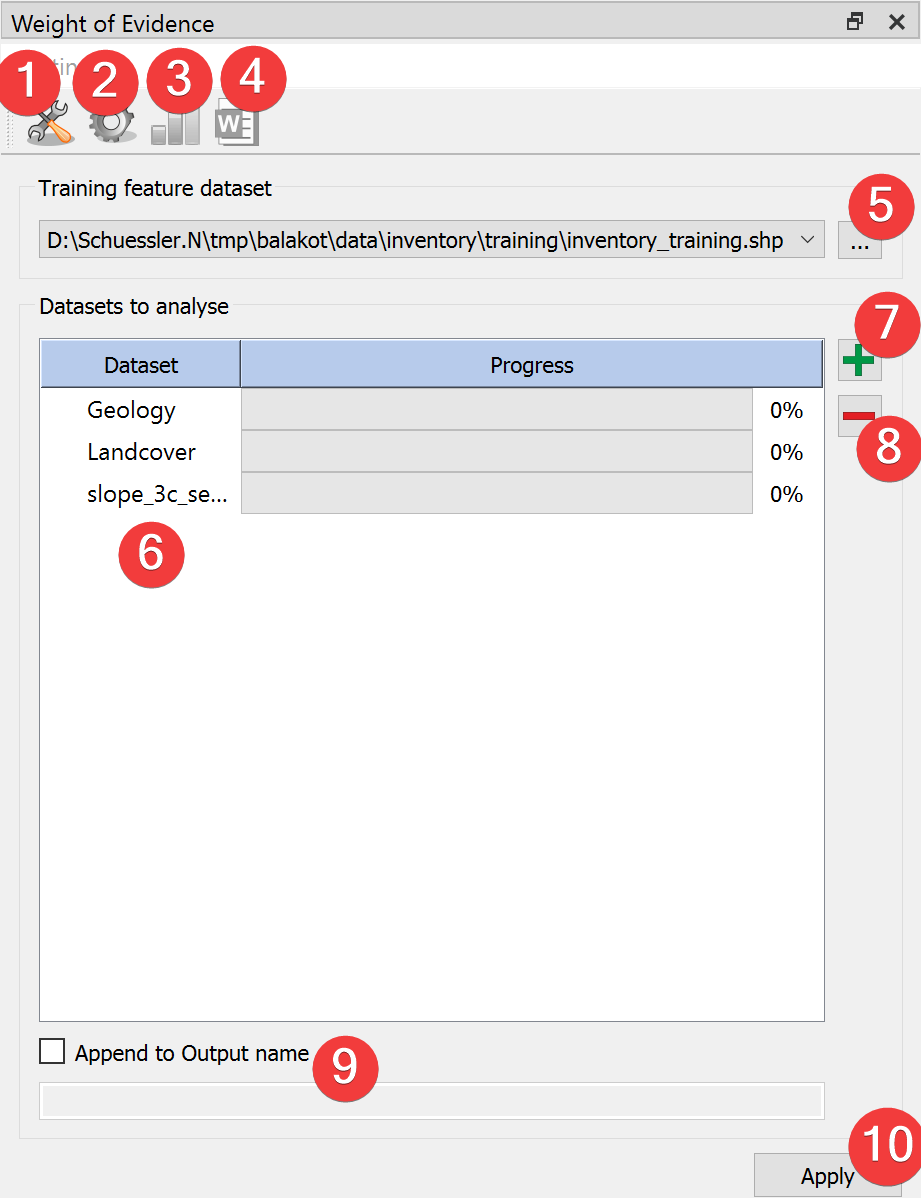 Weight of Evidence
1 2 3 4
W
Training feature dataset
5
D:\Schuessler.N\tmp\balakot\data\inventory\training\inventory_training.shp
...
Datasets to analyse
7
Dataset Progress
Geology 0%
Landcover 0%
8
slope_3c_se... 0%
6
Append to Output name
9
10
Apply